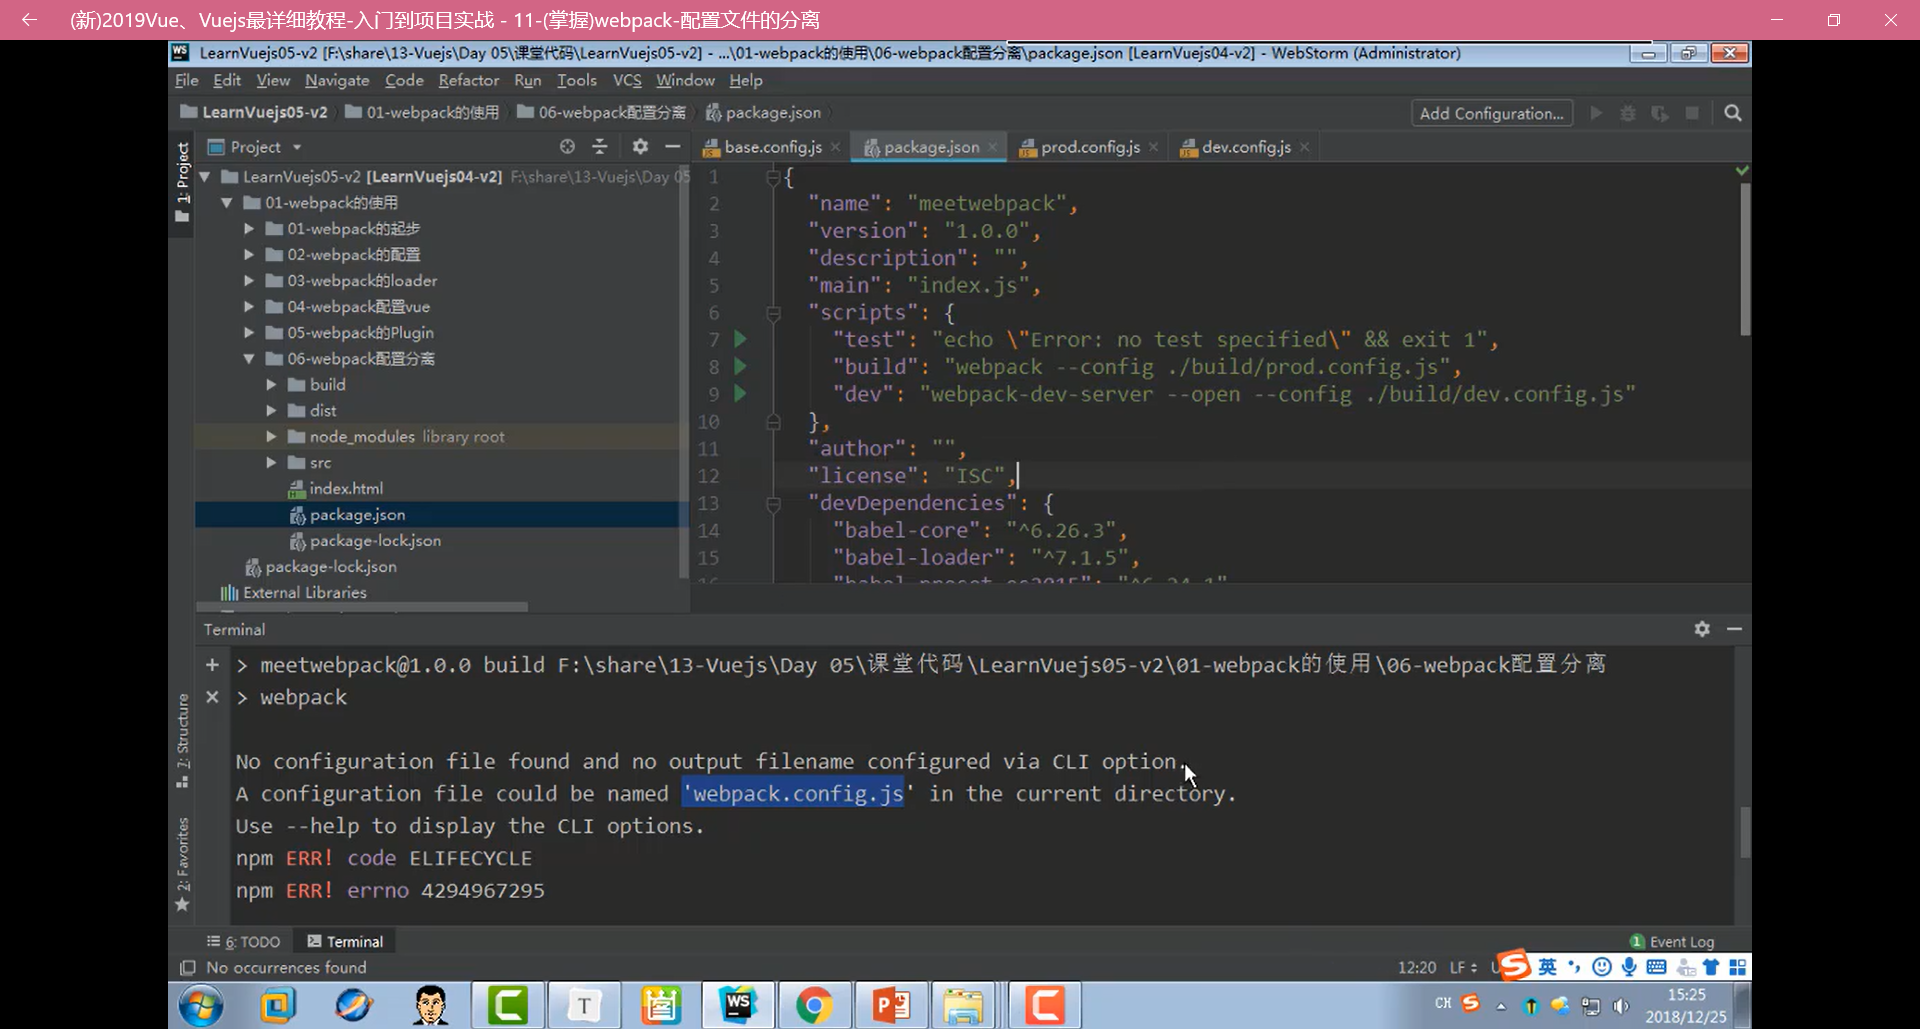 (新)2019Vue、Vuejs最详细教程-入门到项目实战 - 11-(掌握)webpack-配置文件的分离
LearnVuejs05-v2 [F:\share\13-Vuejs\Day 05\课堂代码\LearnVuejs05-v2] - ...\01-webpack的使用\06-webpack配置分离\package.json [LearnVuejs04-v2] - WebStorm (Administrator)
File Edit View Navigate Code Refactor Run Tools VCS Window Help
LearnVuejs05-v2 01-webpack的使用 06-webpack配置分离 package.json Add Configuration...
1: Project
Project
base.config.js package.json prod.config.js dev.config.js
LearnVuejs05-v2 [LearnVuejs04-v2] F:\share\13-Vuejs\Day 05
01-webpack的使用
01-webpack的起步
02-webpack的配置
03-webpack的loader
04-webpack配置vue
05-webpack的Plugin
06-webpack配置分离
build
dist
node_modules library root
src
index.html
package.json
package-lock.json
package-lock.json
External Libraries
1 {
2 "name": "meetwebpack",
3 "version": "1.0.0",
4 "description": "",
5 "main": "index.js",
6 "scripts": {
7 "test": "echo \"Error: no test specified\" && exit 1",
8 "build": "webpack --config ./build/prod.config.js",
9 "dev": "webpack-dev-server --open --config ./build/dev.config.js"
10 },
11 "author": "",
12 "license": "ISC",
13 "devDependencies": {
14 "babel-core": "^6.26.3",
15 "babel-loader": "^7.1.5",
16 "babel-preset-es2015": "^6.24.1"
Terminal
> meetwebpack@1.0.0 build F:\share\13-Vuejs\Day 05\课堂代码\LearnVuejs05-v2\01-webpack的使用\06-webpack配置分离
> webpack
No configuration file found and no output filename configured via CLI option.
A configuration file could be named 'webpack.config.js' in the current directory.
Use --help to display the CLI options.
npm ERR! code ELIFECYCLE
npm ERR! errno 4294967295
7: Structure
2: Favorites
6: TODO Terminal 1 Event Log
No occurrences found 12:20 LF 英
T WS CH 15:25
2018/12/25